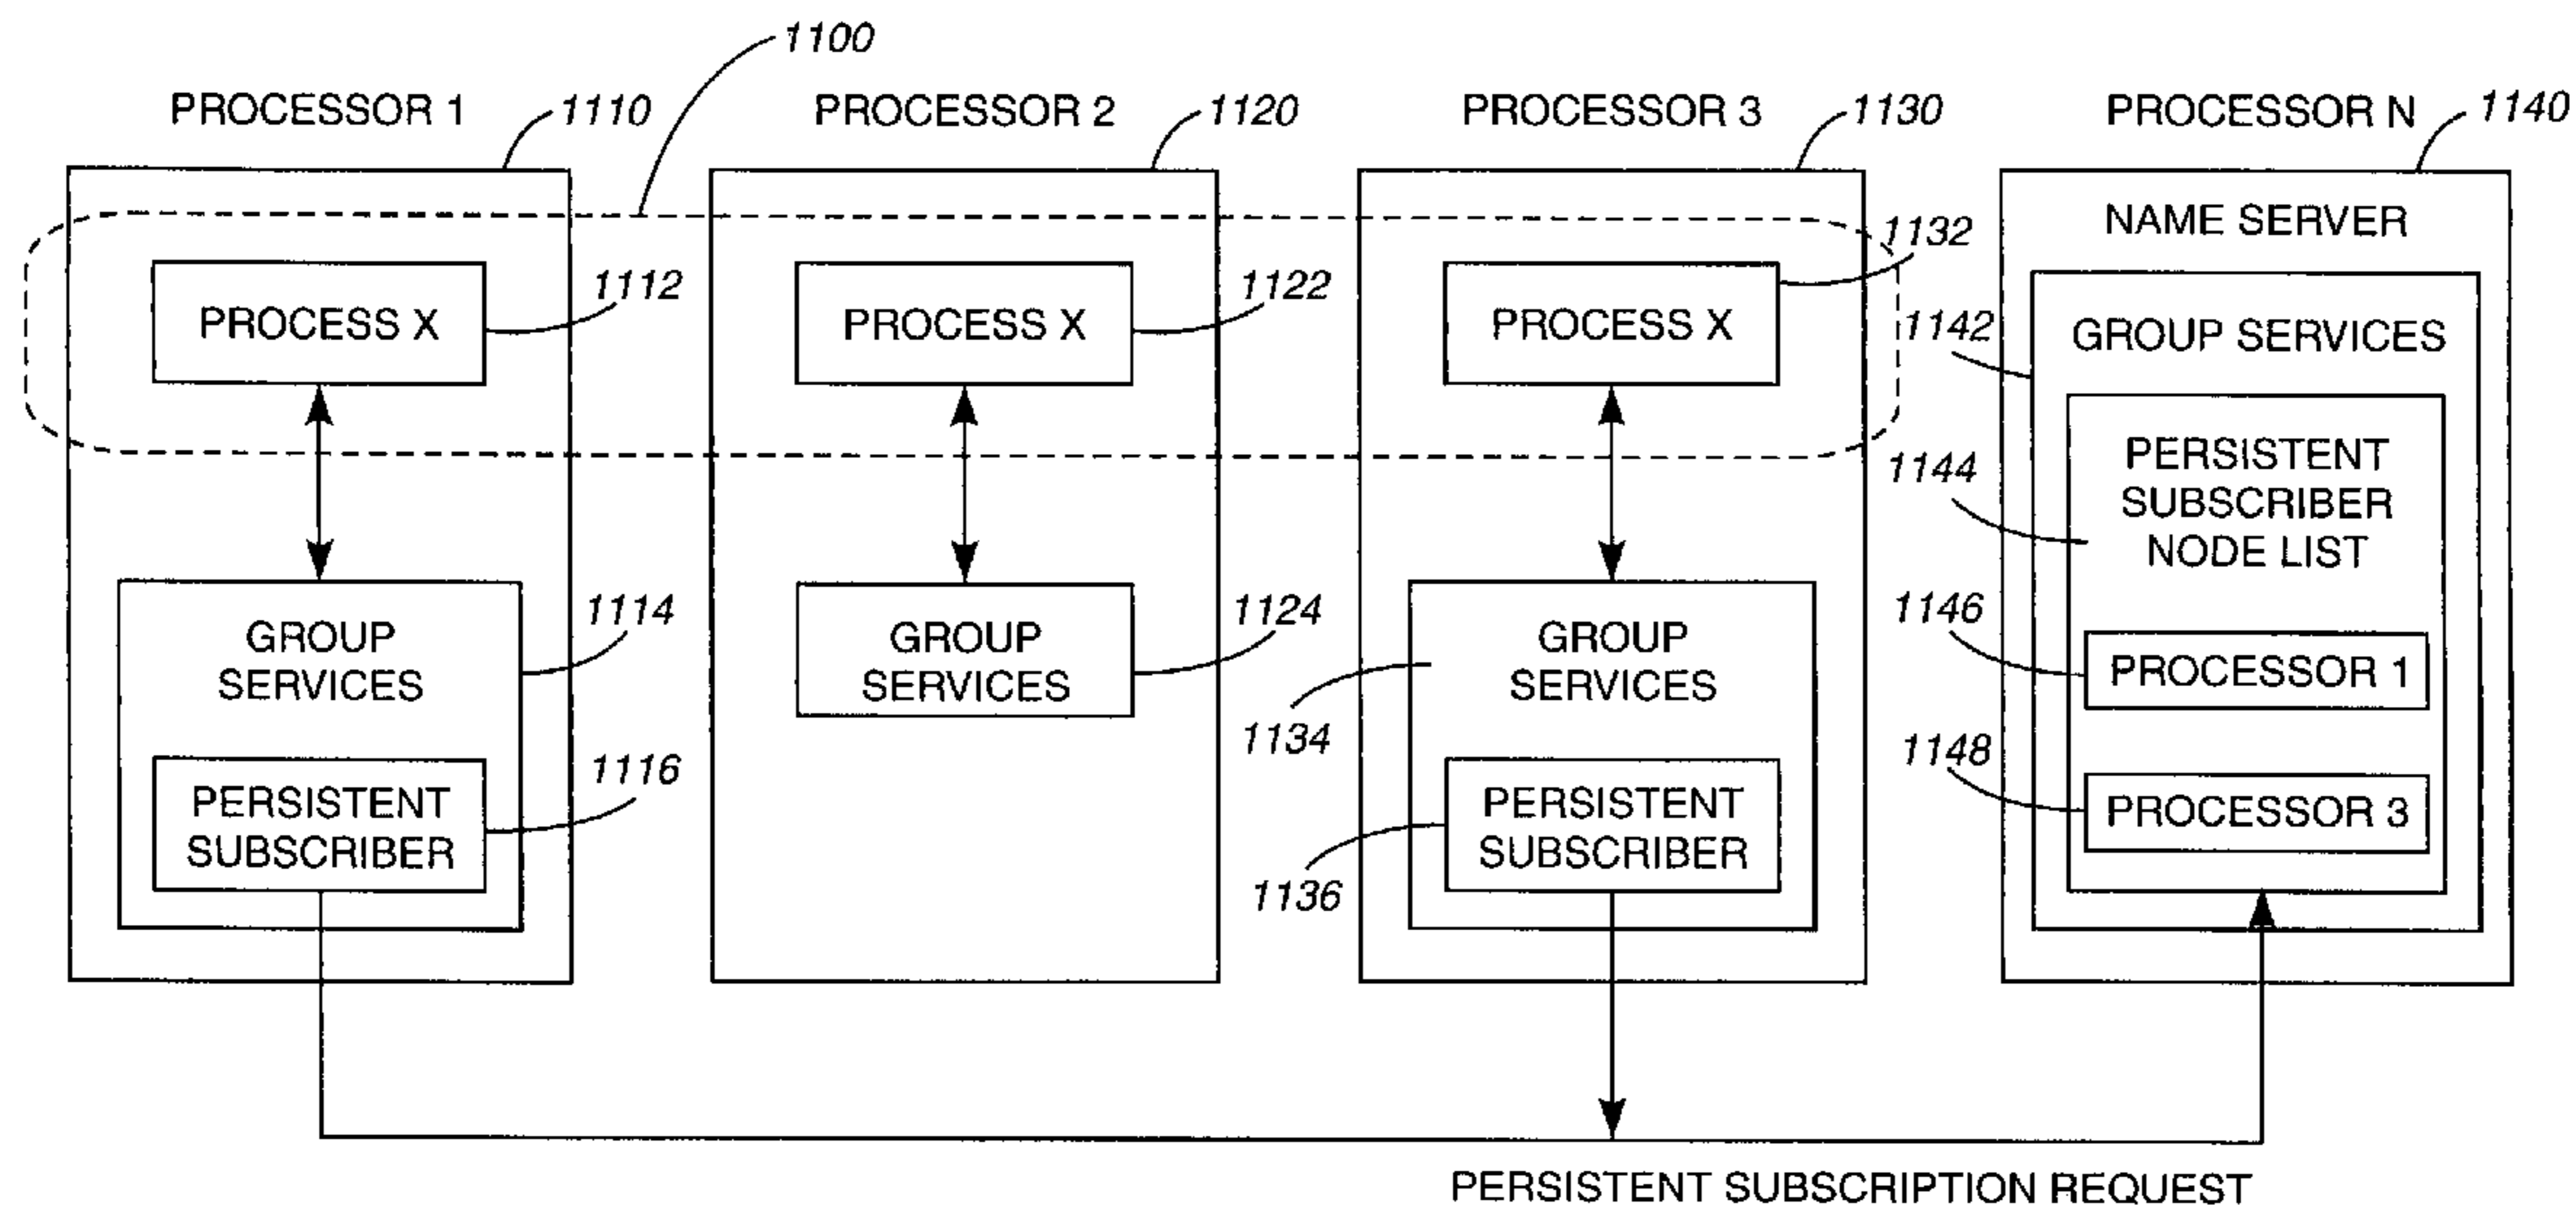 1100
PROCESSOR 1
1110
PROCESSOR 2
1120
PROCESSOR 3
1130
PROCESSOR N
1140
PROCESS X
1112
PROCESS X
1122
PROCESS X
1132
NAME SERVER
1142
GROUP SERVICES
1144
PERSISTENT
SUBSCRIBER
NODE LIST
1146
PROCESSOR 1
1148
PROCESSOR 3
GROUP
SERVICES
1114
PERSISTENT
SUBSCRIBER
1116
GROUP
SERVICES
1124
GROUP
SERVICES
1134
PERSISTENT
SUBSCRIBER
1136
PERSISTENT SUBSCRIPTION REQUEST